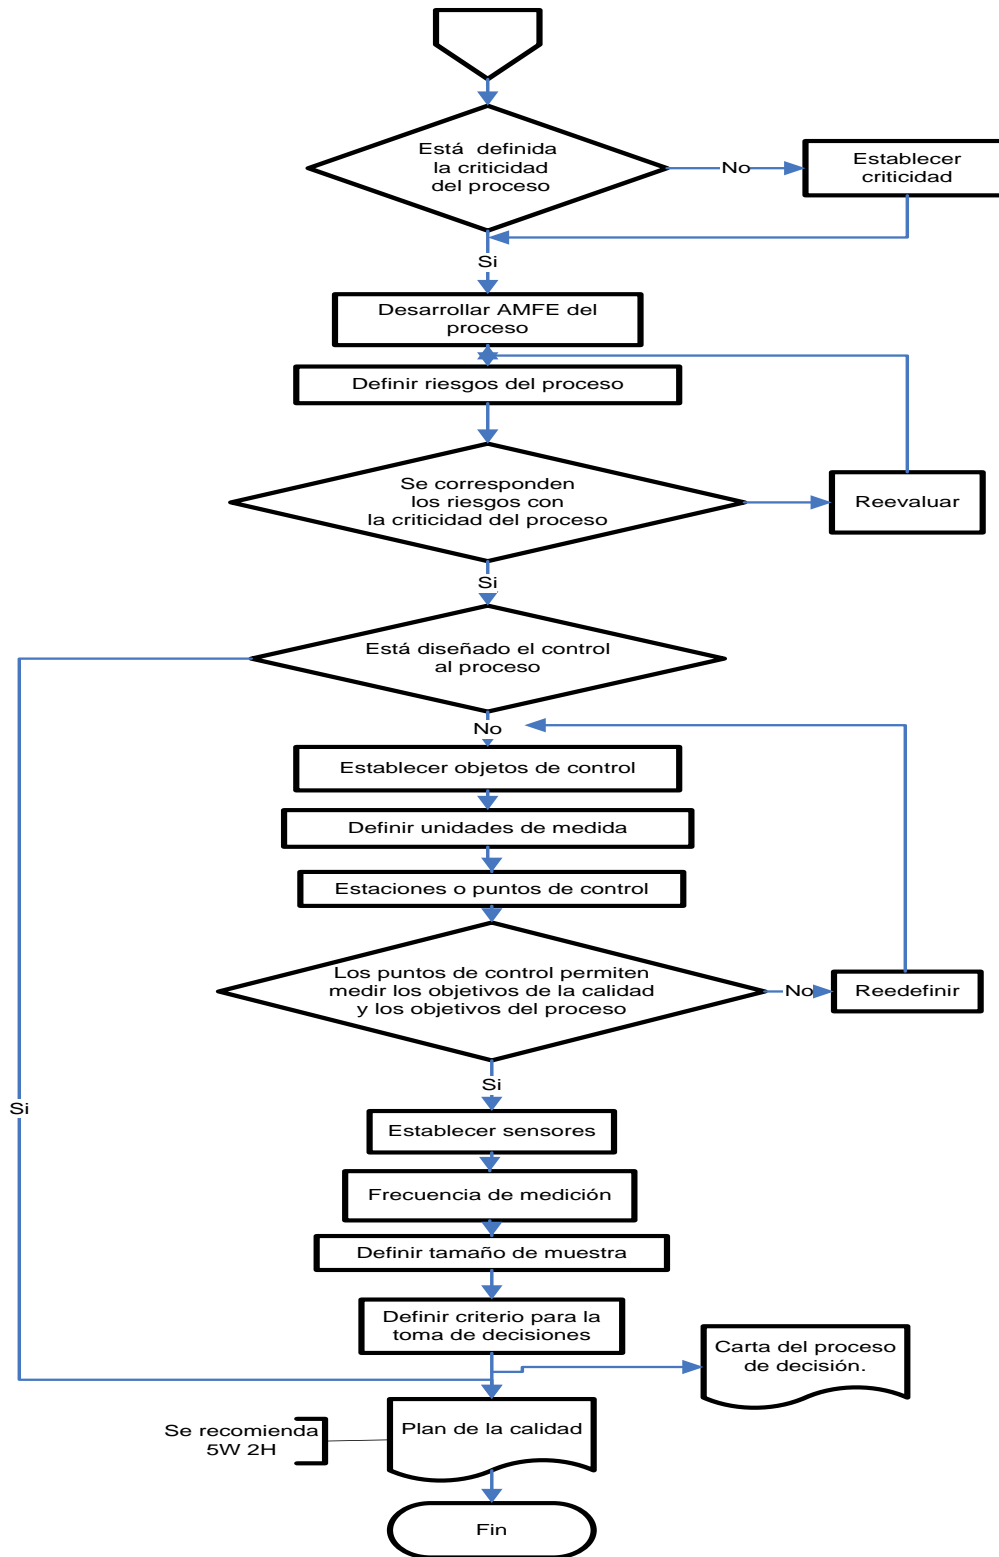 Está definida
la criticidad
del proceso
No
Establecer
criticidad
Si
Desarrollar AMFE del
proceso
Definir riesgos del proceso
Se corresponden
los riesgos con
la criticidad del proceso
Reevaluar
Si
Está diseñado el control
al proceso
No
Establecer objetos de control
Definir unidades de medida
Estaciones o puntos de control
Los puntos de control permiten
medir los objetivos de la calidad
y los objetivos del proceso
No
Reedefinir
Si
Si
Establecer sensores
Frecuencia de medición
Definir tamaño de muestra
Definir criterio para la
toma de decisiones
Carta del proceso
de decisión.
Se recomienda
5W 2H
Plan de la calidad
Fin